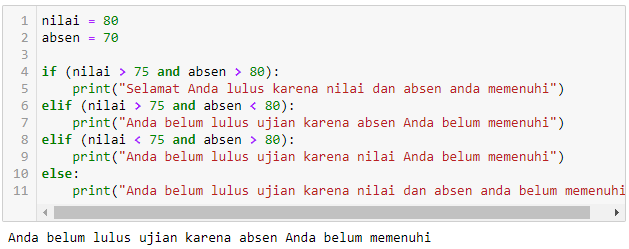 1 nilai = 80
2 absen = 70
3
4 if (nilai > 75 and absen > 80):
5     print("Selamat Anda lulus karena nilai dan absen anda memenuhi")
6 elif (nilai > 75 and absen < 80):
7     print("Anda belum lulus ujian karena absen Anda belum memenuhi")
8 elif (nilai < 75 and absen > 80):
9     print("Anda belum lulus ujian karena nilai Anda belum memenuhi")
10 else:
11     print("Anda belum lulus ujian karena nilai dan absen anda belum memenuhi
Anda belum lulus ujian karena absen Anda belum memenuhi